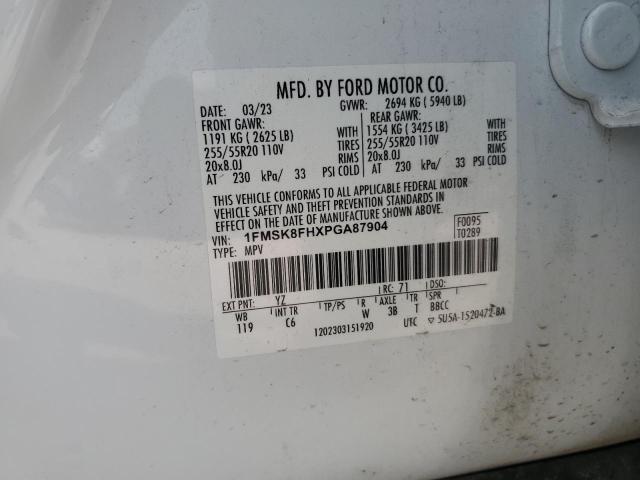 MFD. BY FORD MOTOR CO.
DATE: 03/23 GVWR: 2694 KG ( 5940 LB)
FRONT GAWR: REAR GAWR:
1191 KG ( 2625 LB) WITH 1554 KG ( 3425 LB) WITH
255/55R20 110V TIRES 255/55R20 110V TIRES
20x8.0J RIMS 20x8.0J RIMS
AT 230 kPa/ 33 PSI COLD AT 230 kPa/ 33 PSI COLD
THIS VEHICLE CONFORMS TO ALL APPLICABLE FEDERAL MOTOR
VEHICLE SAFETY AND THEFT PREVENTION STANDARDS IN
EFFECT ON THE DATE OF MANUFACTURE SHOWN ABOVE.
VIN: 1FMSK8FHXPGA87904 F0095
TYPE: MPV T0289
EXT PNT: YZ RC: 71 DSO:
WB INT TR TP/PS R AXLE TR SPR
119 C6 W 3B T BBCC
1202303151920 UTC ▽ 5U5A-1520472-BA